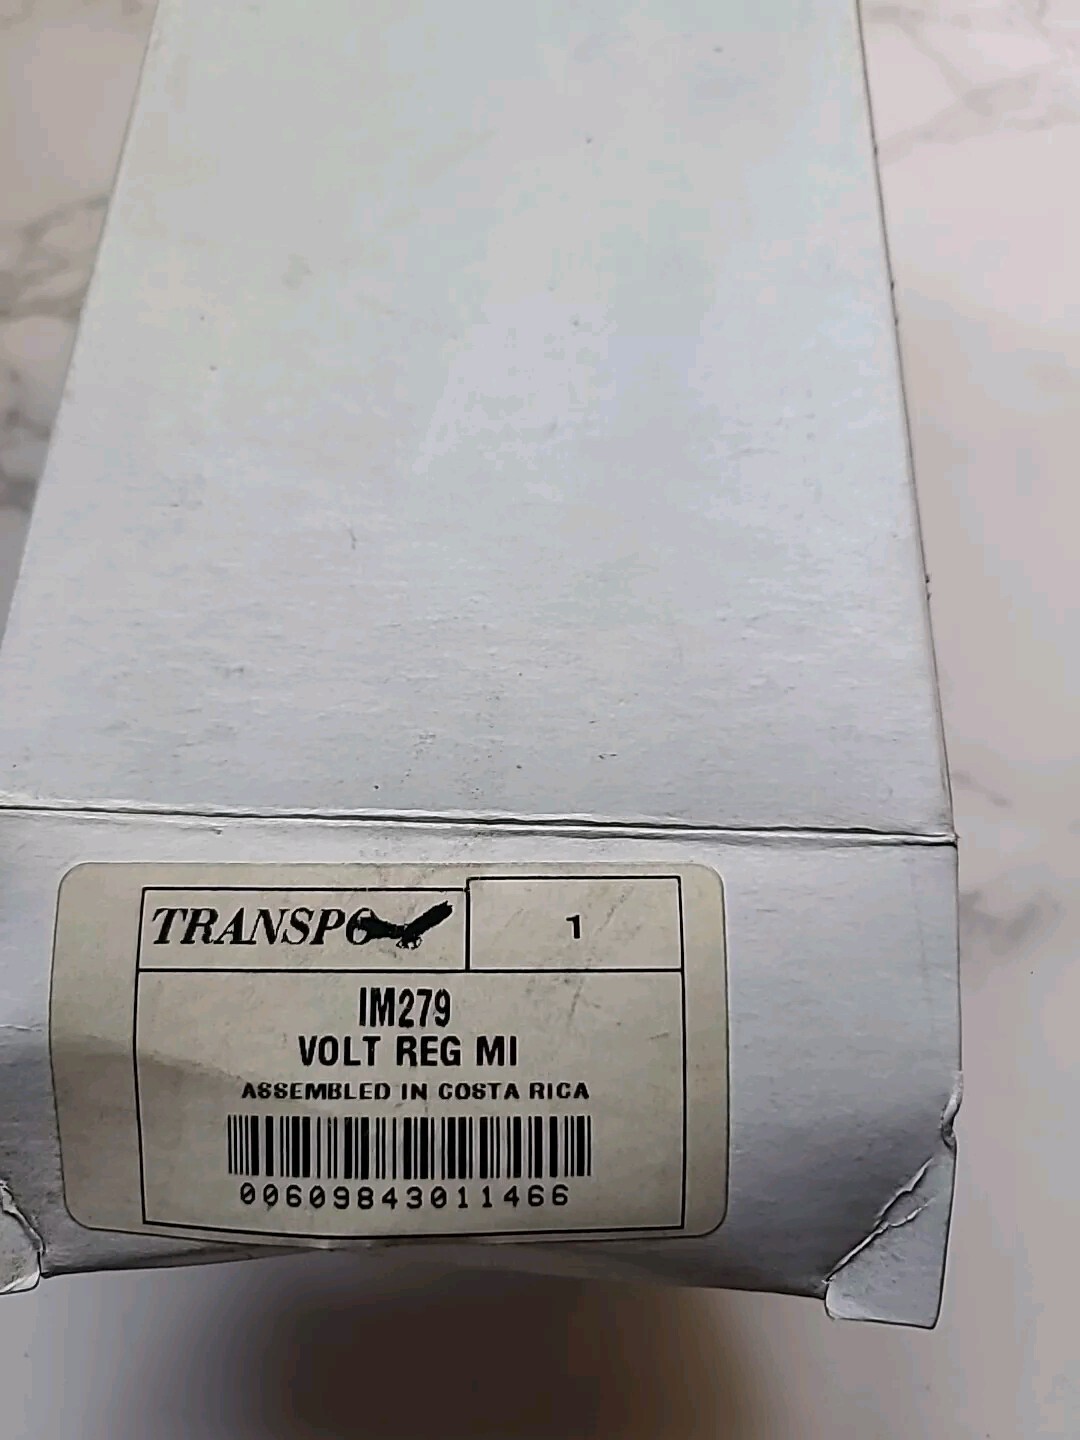 TRANSPO
1
IM279
VOLT REG MI
ASSEMBLED IN COSTA RICA
00609843011466